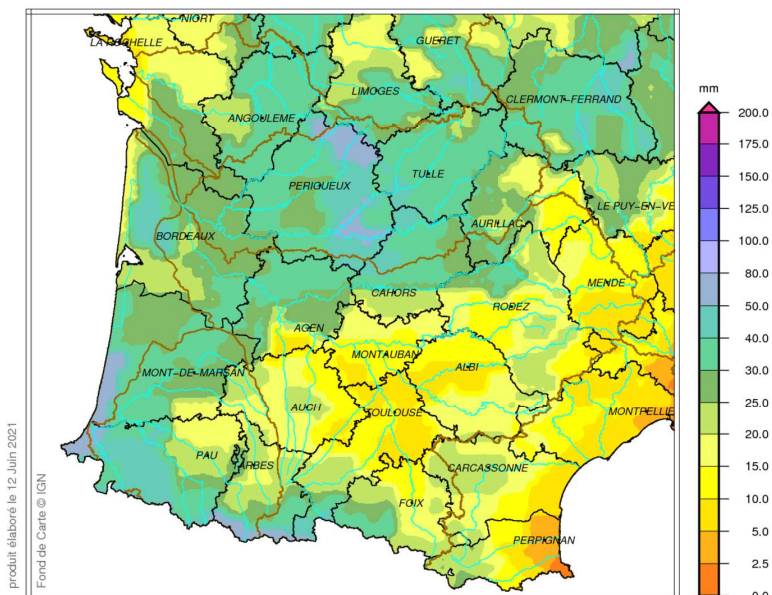 NIORT
LA ROCHELLE
GUERET
LIMOGES
CLERMONT-FERRAND
ANGOULEME
PERIGUEUX
TULLE
LE PUY-EN-VE
AURILLAC
BORDEAUX
MENDE
CAHORS
RODEZ
AGEN
MONTAUBAN
ALBI
MONT-DE-MARSAN
AUCH
TOULOUSE
MONTPELLIE
PAU
TARBES
CARCASSONNE
FOIX
PERPIGNAN
mm
200.0
175.0
150.0
125.0
100.0
80.0
60.0
50.0
40.0
30.0
20.0
15.0
10.0
5.0
2.5
0.0
produit élaboré le 12 Juin 2021
Fond de Carte © IGN